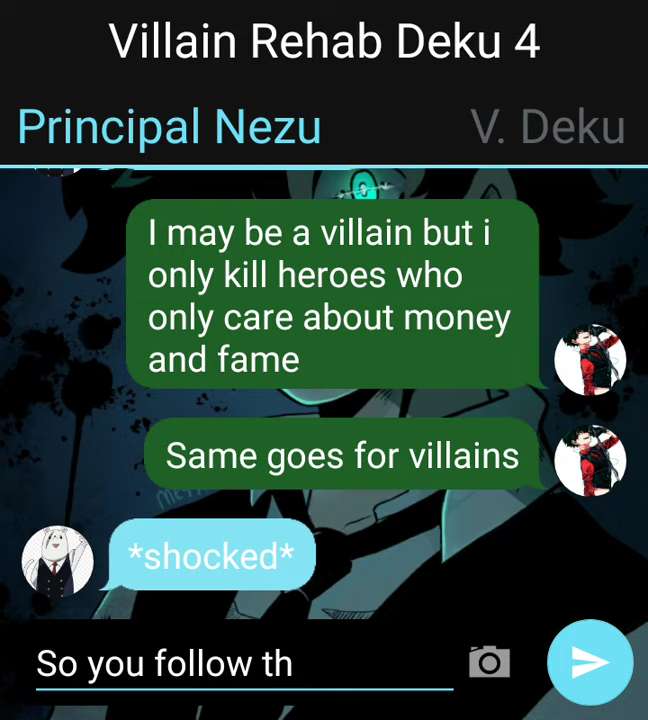 Villain Rehab Deku 4
Principal Nezu V. Deku
I may be a villain but i
only kill heroes who
only care about money
and fame
Same goes for villains
*shocked*
So you follow th